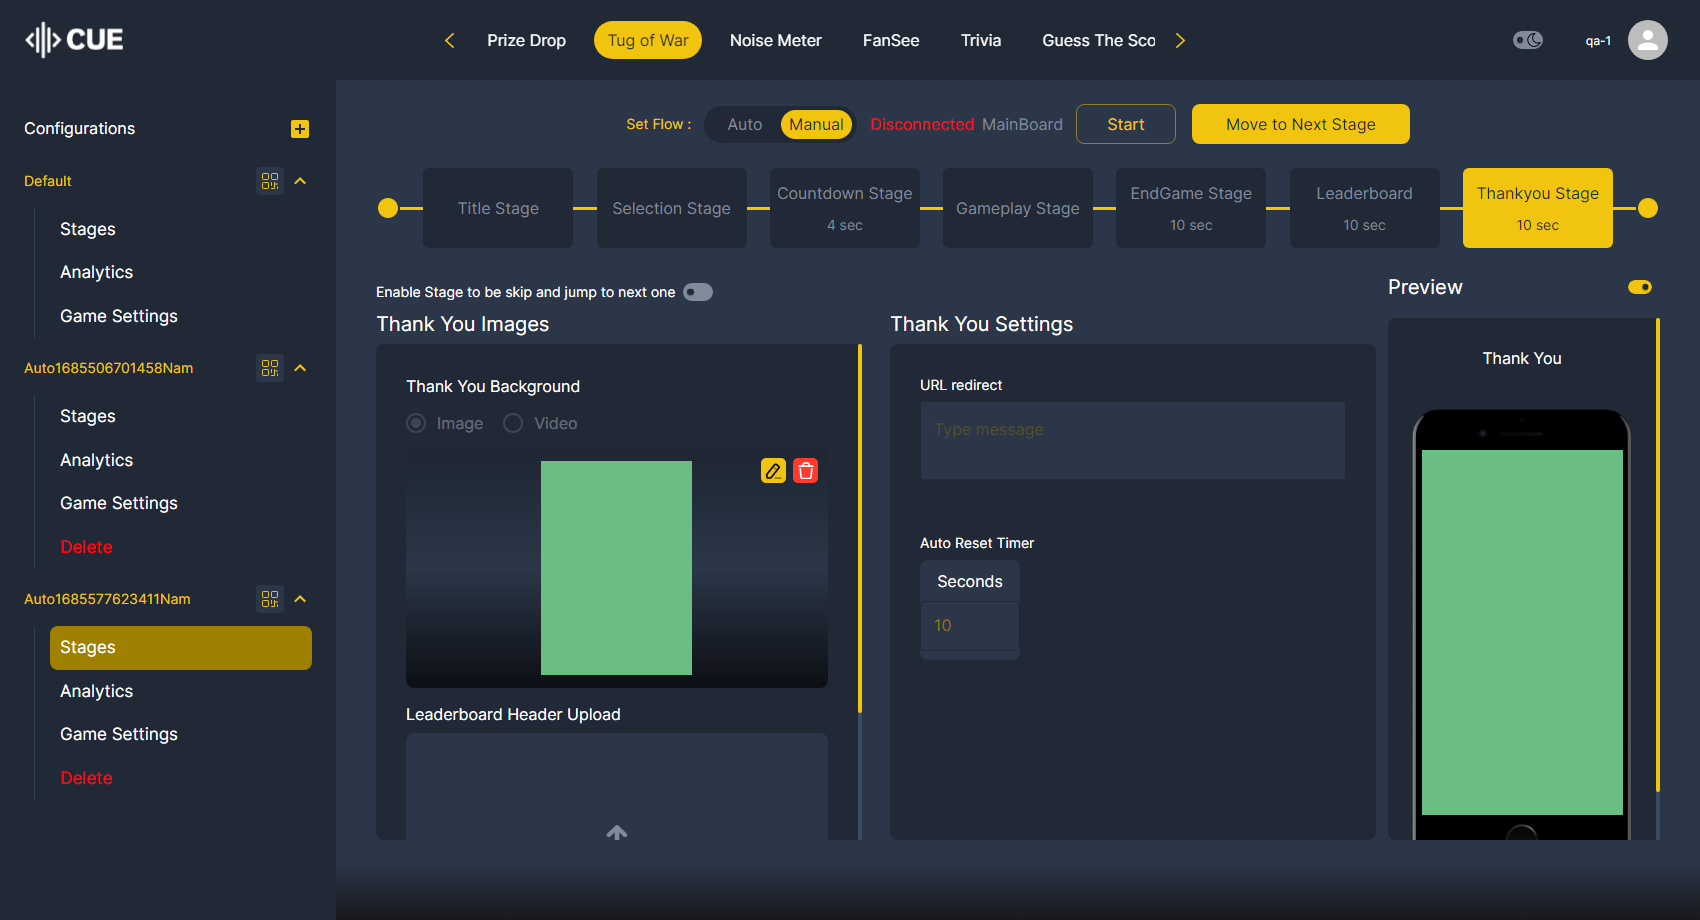 CUE
Prize Drop
Tug of War
Noise Meter
FanSee
Trivia
Guess The Sco
qa-1
Configurations
Default
Stages
Analytics
Game Settings
Auto1685506701458Nam
Stages
Analytics
Game Settings
Delete
Auto1685577623411Nam
Stages
Analytics
Game Settings
Delete
Set Flow :
Auto
Manual
Disconnected MainBoard
Start
Move to Next Stage
Title Stage
Selection Stage
Countdown Stage
4 sec
Gameplay Stage
EndGame Stage
10 sec
Leaderboard
10 sec
Thankyou Stage
10 sec
Enable Stage to be skip and jump to next one
Thank You Images
Thank You Background
Image
Video
Leaderboard Header Upload
Thank You Settings
URL redirect
Type message
Auto Reset Timer
Seconds
10
Preview
Thank You